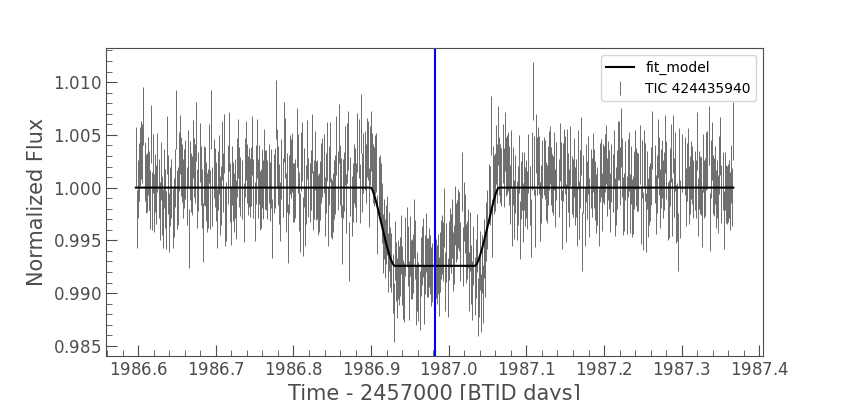 1.010
1.005
1.000
0.995
0.990
0.985
Normalized Flux
fit_model
TIC 424435940
1986.6 1986.7 1986.8 1986.9 1987.0 1987.1 1987.2 1987.3 1987.4
Time - 2457000 [BTJD days]